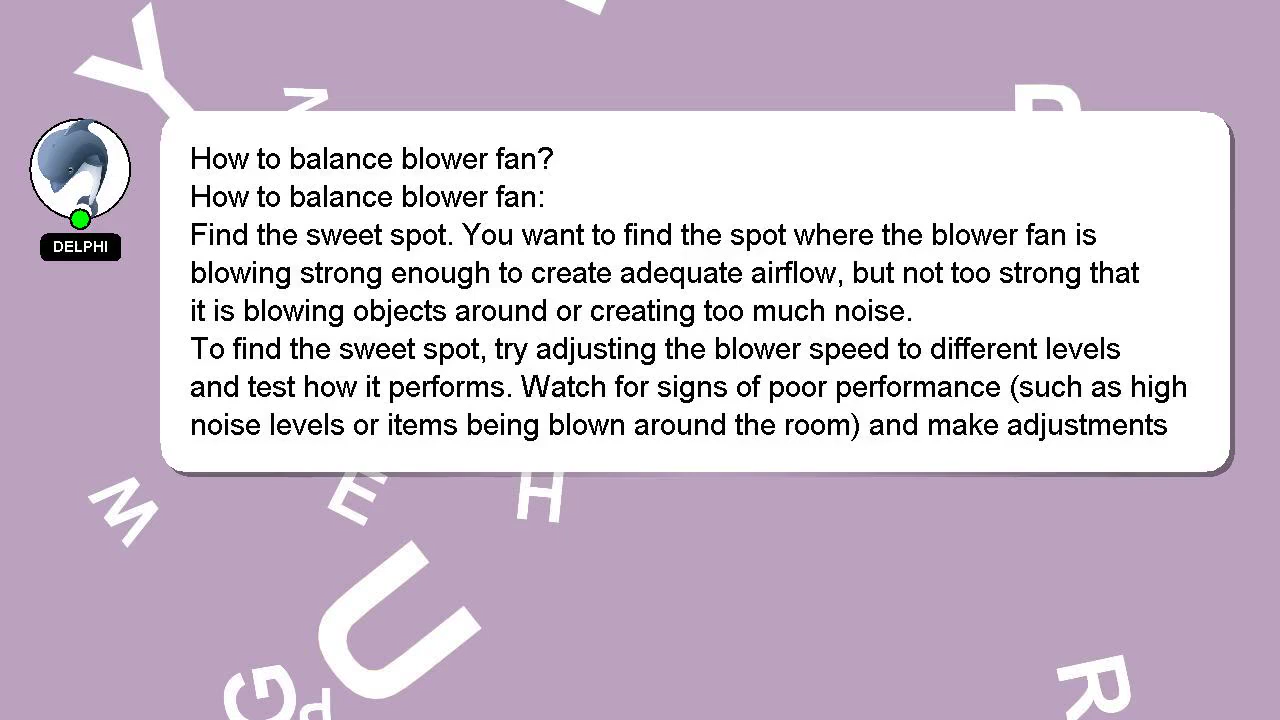 Y
N
P
DELPHI
How to balance blower fan?
How to balance blower fan:
Find the sweet spot. You want to find the spot where the blower fan is
blowing strong enough to create adequate airflow, but not too strong that
it is blowing objects around or creating too much noise.
To find the sweet spot, try adjusting the blower speed to different levels
and test how it performs. Watch for signs of poor performance (such as high
noise levels or items being blown around the room) and make adjustments
M
E
H
U
G
P
R